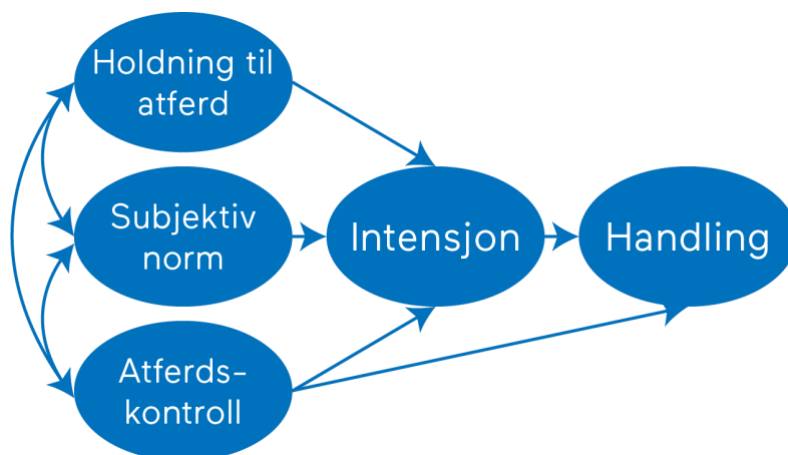 Holdning til
atferd
Subjektiv
norm
Intensjon
Handling
Atferds-
kontroll